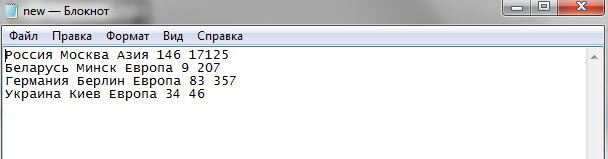 new — Блокнот
Файл Правка Формат Вид Справка
Россия Москва Азия 146 17125
Беларусь Минск Европа 9 207
Германия Берлин Европа 83 357
Украина Киев Европа 34 46